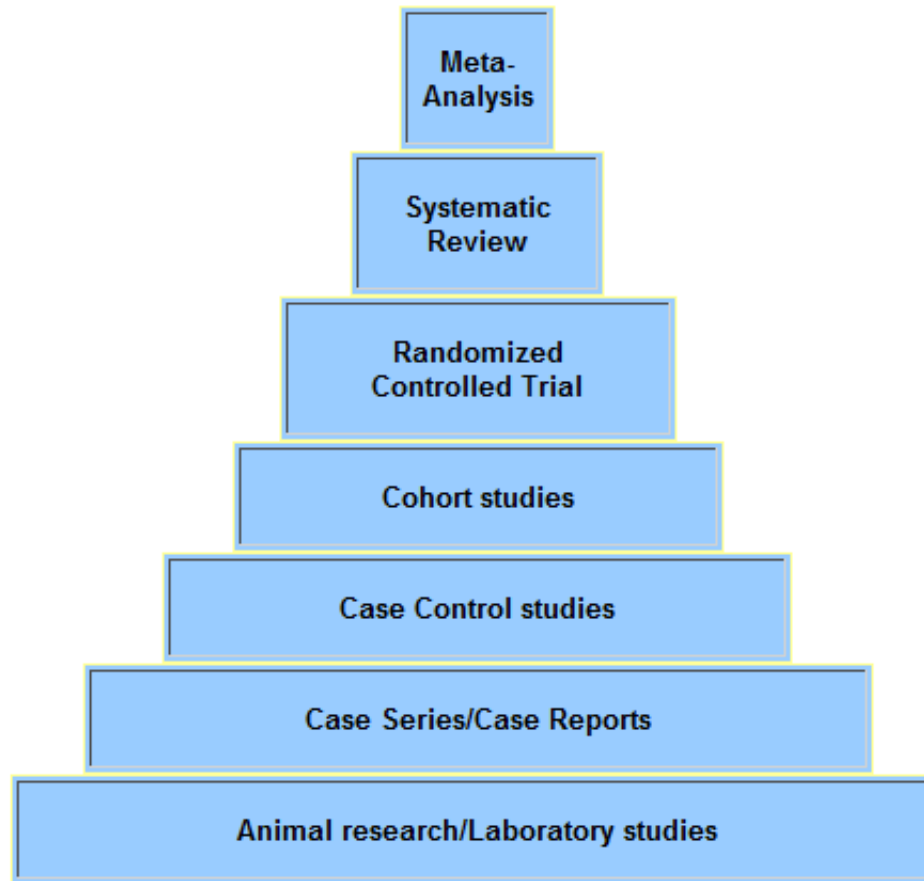 Meta-
Analysis
Systematic
Review
Randomized
Controlled Trial
Cohort studies
Case Control studies
Case Series/Case Reports
Animal research/Laboratory studies